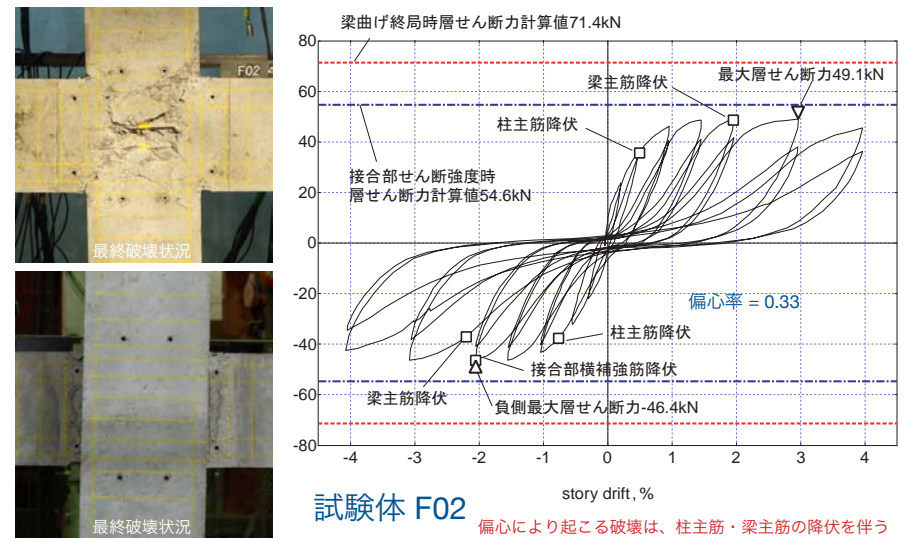 F02
最終破壊状況
最終破壊状況
梁曲げ終局時層せん断力計算値71.4kN
梁主筋降伏
最大層せん断力49.1kN
柱主筋降伏
接合部せん断強度時
層せん断力計算値54.6kN
偏心率 = 0.33
柱主筋降伏
接合部横補強筋降伏
梁主筋降伏
負側最大層せん断力-46.4kN
80
60
40
20
0
-20
-40
-60
-80
-4 -3 -2 -1 0 1 2 3 4
story drift, %
試験体 F02
偏心により起こる破壊は、柱主筋・梁主筋の降伏を伴う